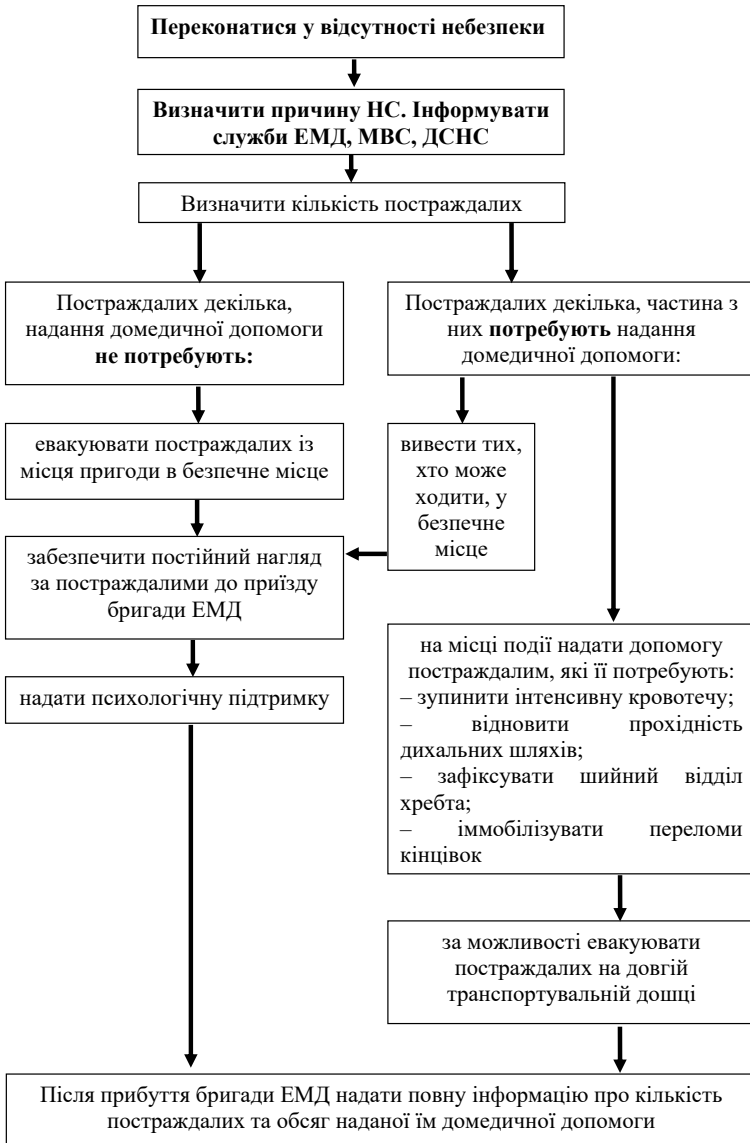 Переконатися у відсутності небезпеки
Визначити причину НС. Інформувати
служби ЕМД, МВС, ДСНС
Визначити кількість постраждалих
Постраждалих декілька,
надання домедичної допомоги
не потребують:
Постраждалих декілька, частина з
них потребують надання
домедичної допомоги:
евакуювати постраждалих із
місця пригоди в безпечне місце
вивести тих,
хто може
ходити, у
безпечне
місце
забезпечити постійний нагляд
за постраждалими до приїзду
бригади ЕМД
надати психологічну підтримку
на місці події надати допомогу
постраждалим, які її потребують:
– зупинити інтенсивну кровотечу;
– відновити прохідність
дихальних шляхів;
– зафіксувати шийний відділ
хребта;
– іммобілізувати переломи
кінцівок
за можливості евакуювати
постраждалих на довгій
транспортувальній дошці
Після прибуття бригади ЕМД надати повну інформацію про кількість
постраждалих та обсяг наданої їм домедичної допомоги